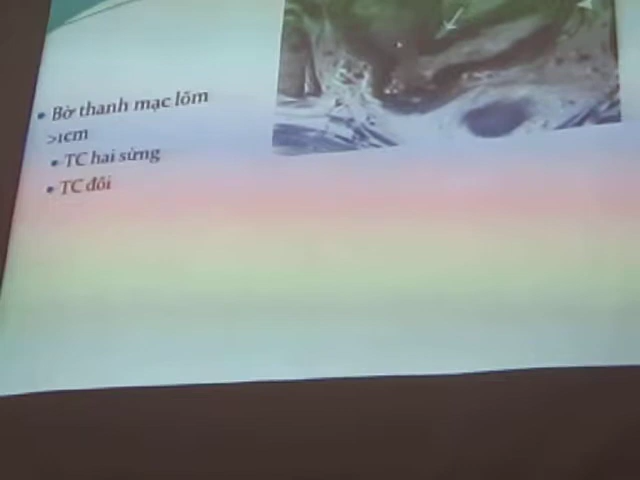 • Bờ thanh mạc lõm
>1cm
• TC hai sừng
• TC đôi